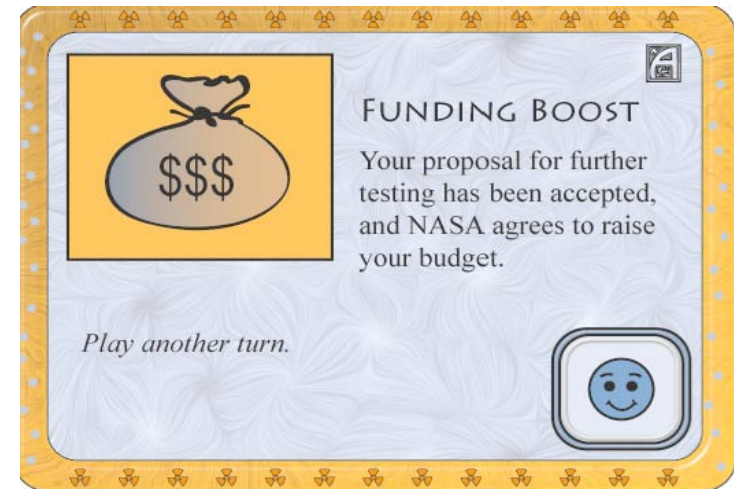 $$$
Funding Boost
Your proposal for further
testing has been accepted,
and NASA agrees to raise
your budget.
Play another turn.